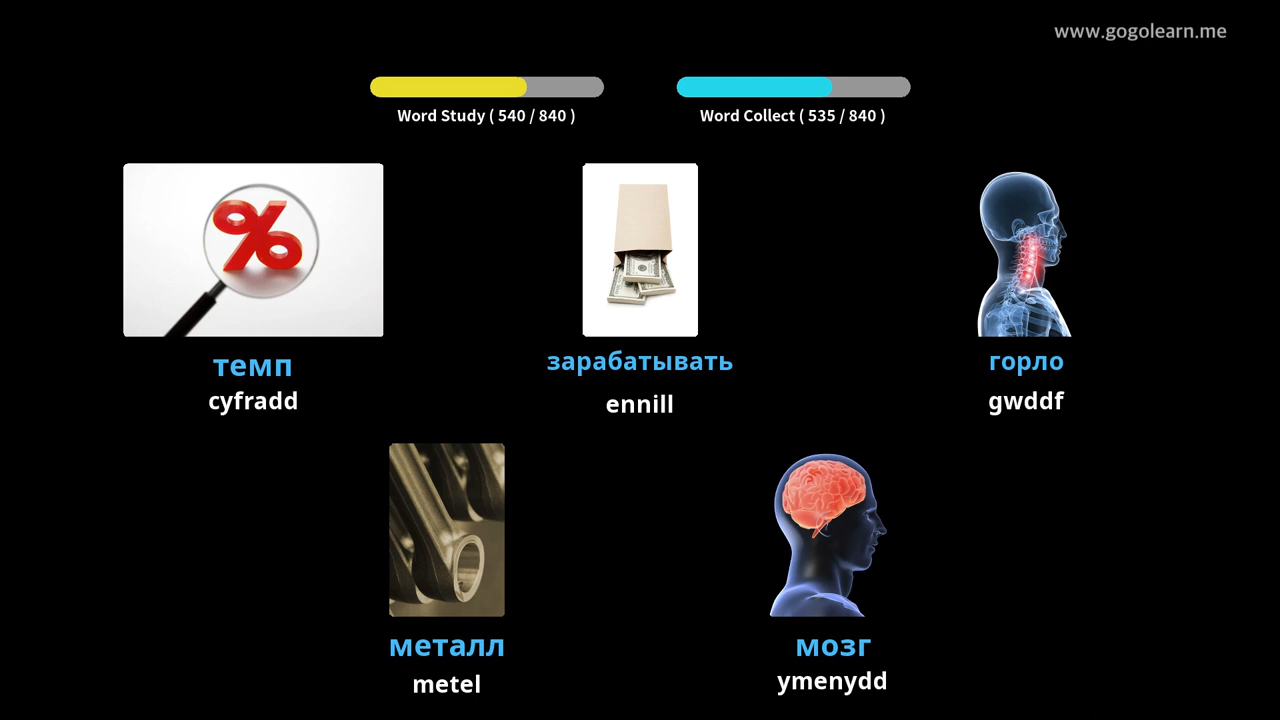 www.gogolearn.me
Word Study ( 540 / 840 )
Word Collect ( 535 / 840 )
%
темп
cyfradd
зарабатывать
ennill
горло
gwddf
металл
metel
мозг
ymenydd